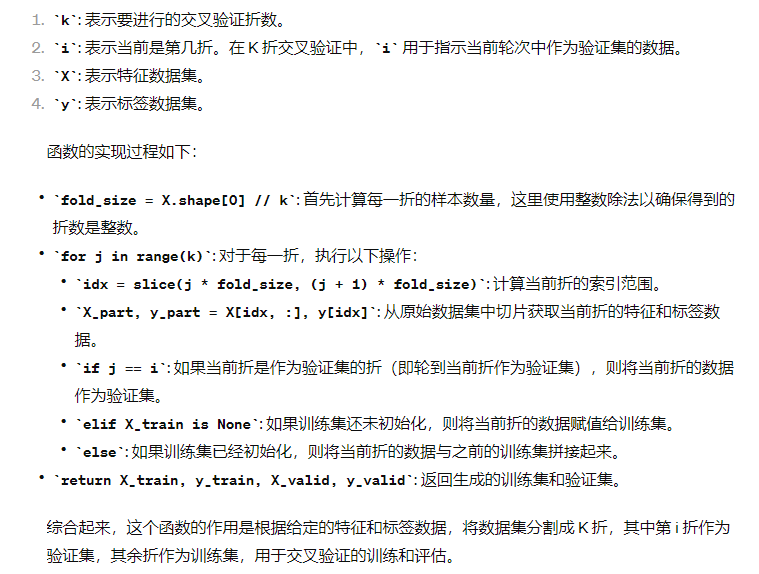 1. `k`: 表示要进行的交叉验证折数。
2. `i`: 表示当前是第几折。在 K 折交叉验证中，`i` 用于指示当前轮次中作为验证集的数据。
3. `X`: 表示特征数据集。
4. `y`: 表示标签数据集。
函数的实现过程如下：
• `fold_size = X.shape[0] // k`: 首先计算每一折的样本数量，这里使用整数除法以确保得到的
折数是整数。
• `for j in range(k)`: 对于每一折，执行以下操作：
• `idx = slice(j * fold_size, (j + 1) * fold_size)`: 计算当前折的索引范围。
• `X_part, y_part = X[idx, :], y[idx]`: 从原始数据集中切片获取当前折的特征和标签数
据。
• `if j == i`: 如果当前折是作为验证集的折（即轮到当前折作为验证集），则将当前折的数据
作为验证集。
• `elif X_train is None`: 如果训练集还未初始化，则将当前折的数据赋值给训练集。
• `else`: 如果训练集已经初始化，则将当前折的数据与之前的训练集拼接起来。
• `return X_train, y_train, X_valid, y_valid`: 返回生成的训练集和验证集。
综合起来，这个函数的作用是根据给定的特征和标签数据，将数据集分割成 K 折，其中第 i 折作为
验证集，其余折作为训练集，用于交叉验证的训练和评估。